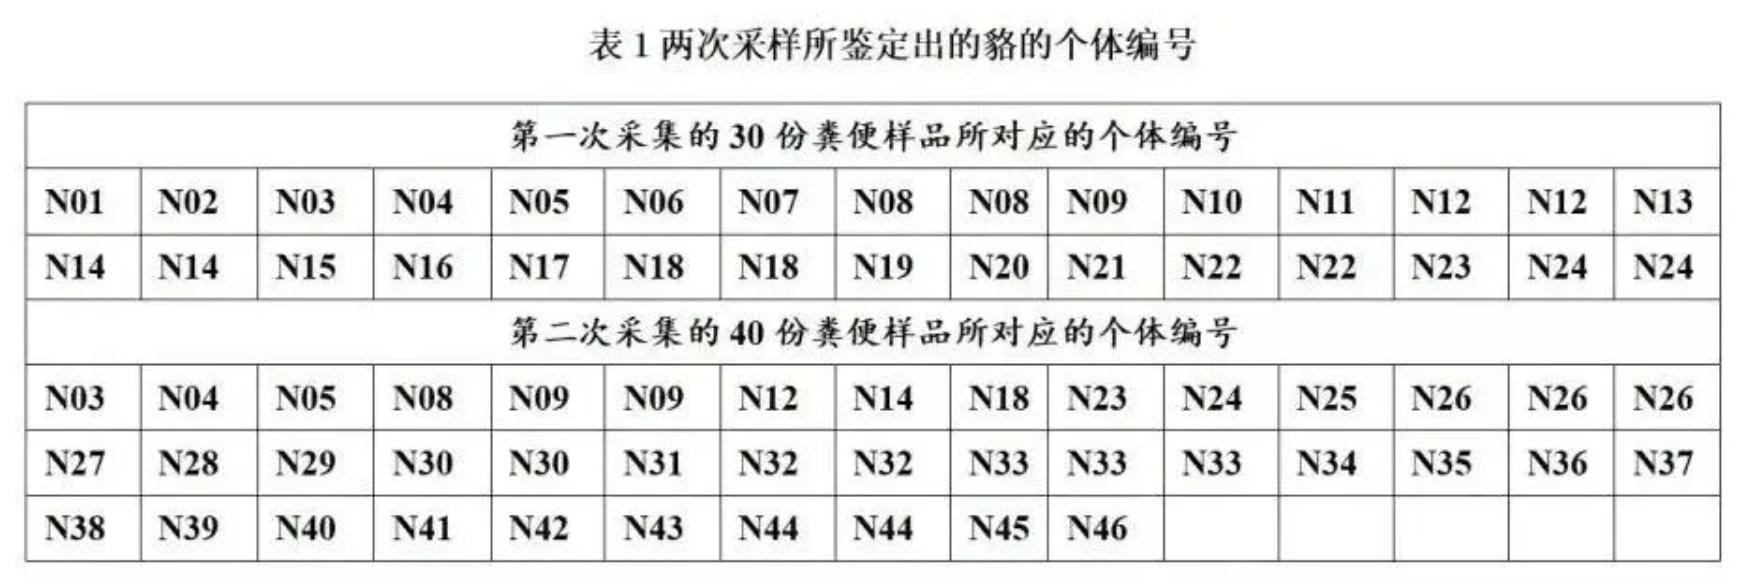 表 1 两次采样所鉴定出的貉的个体编号
第一次采集的 30 份粪便样品所对应的个体编号
N01 N02 N03 N04 N05 N06 N07 N08 N08 N09 N10 N11 N12 N12 N13
N14 N14 N15 N16 N17 N18 N18 N19 N20 N21 N22 N22 N23 N24 N24
第二次采集的 40 份粪便样品所对应的个体编号
N03 N04 N05 N08 N09 N09 N12 N14 N18 N23 N24 N25 N26 N26 N26
N27 N28 N29 N30 N30 N31 N32 N32 N33 N33 N33 N34 N35 N36 N37
N38 N39 N40 N41 N42 N43 N44 N44 N45 N46